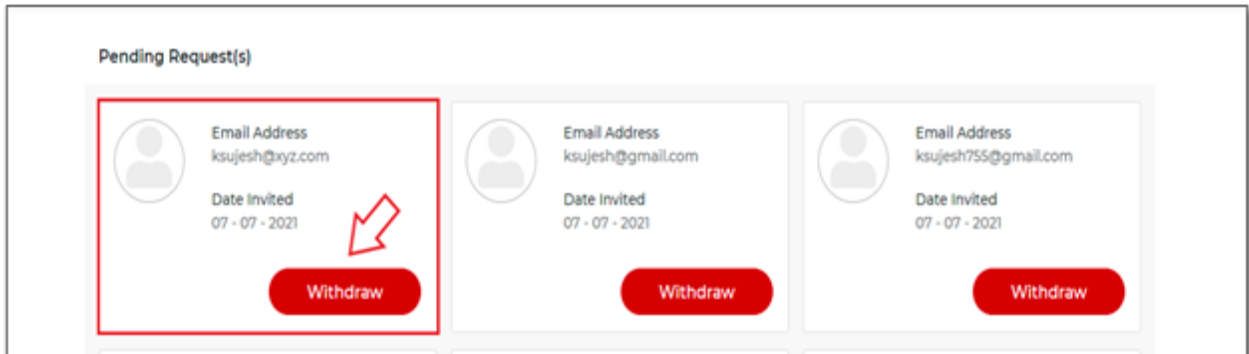 Pending Request(s)
Email Address
ksujesh@xyz.com
Date Invited
07 - 07 - 2021
Withdraw
Email Address
ksujesh@gmail.com
Date Invited
07 - 07 - 2021
Withdraw
Email Address
ksujesh755@gmail.com
Date Invited
07 - 07 - 2021
Withdraw